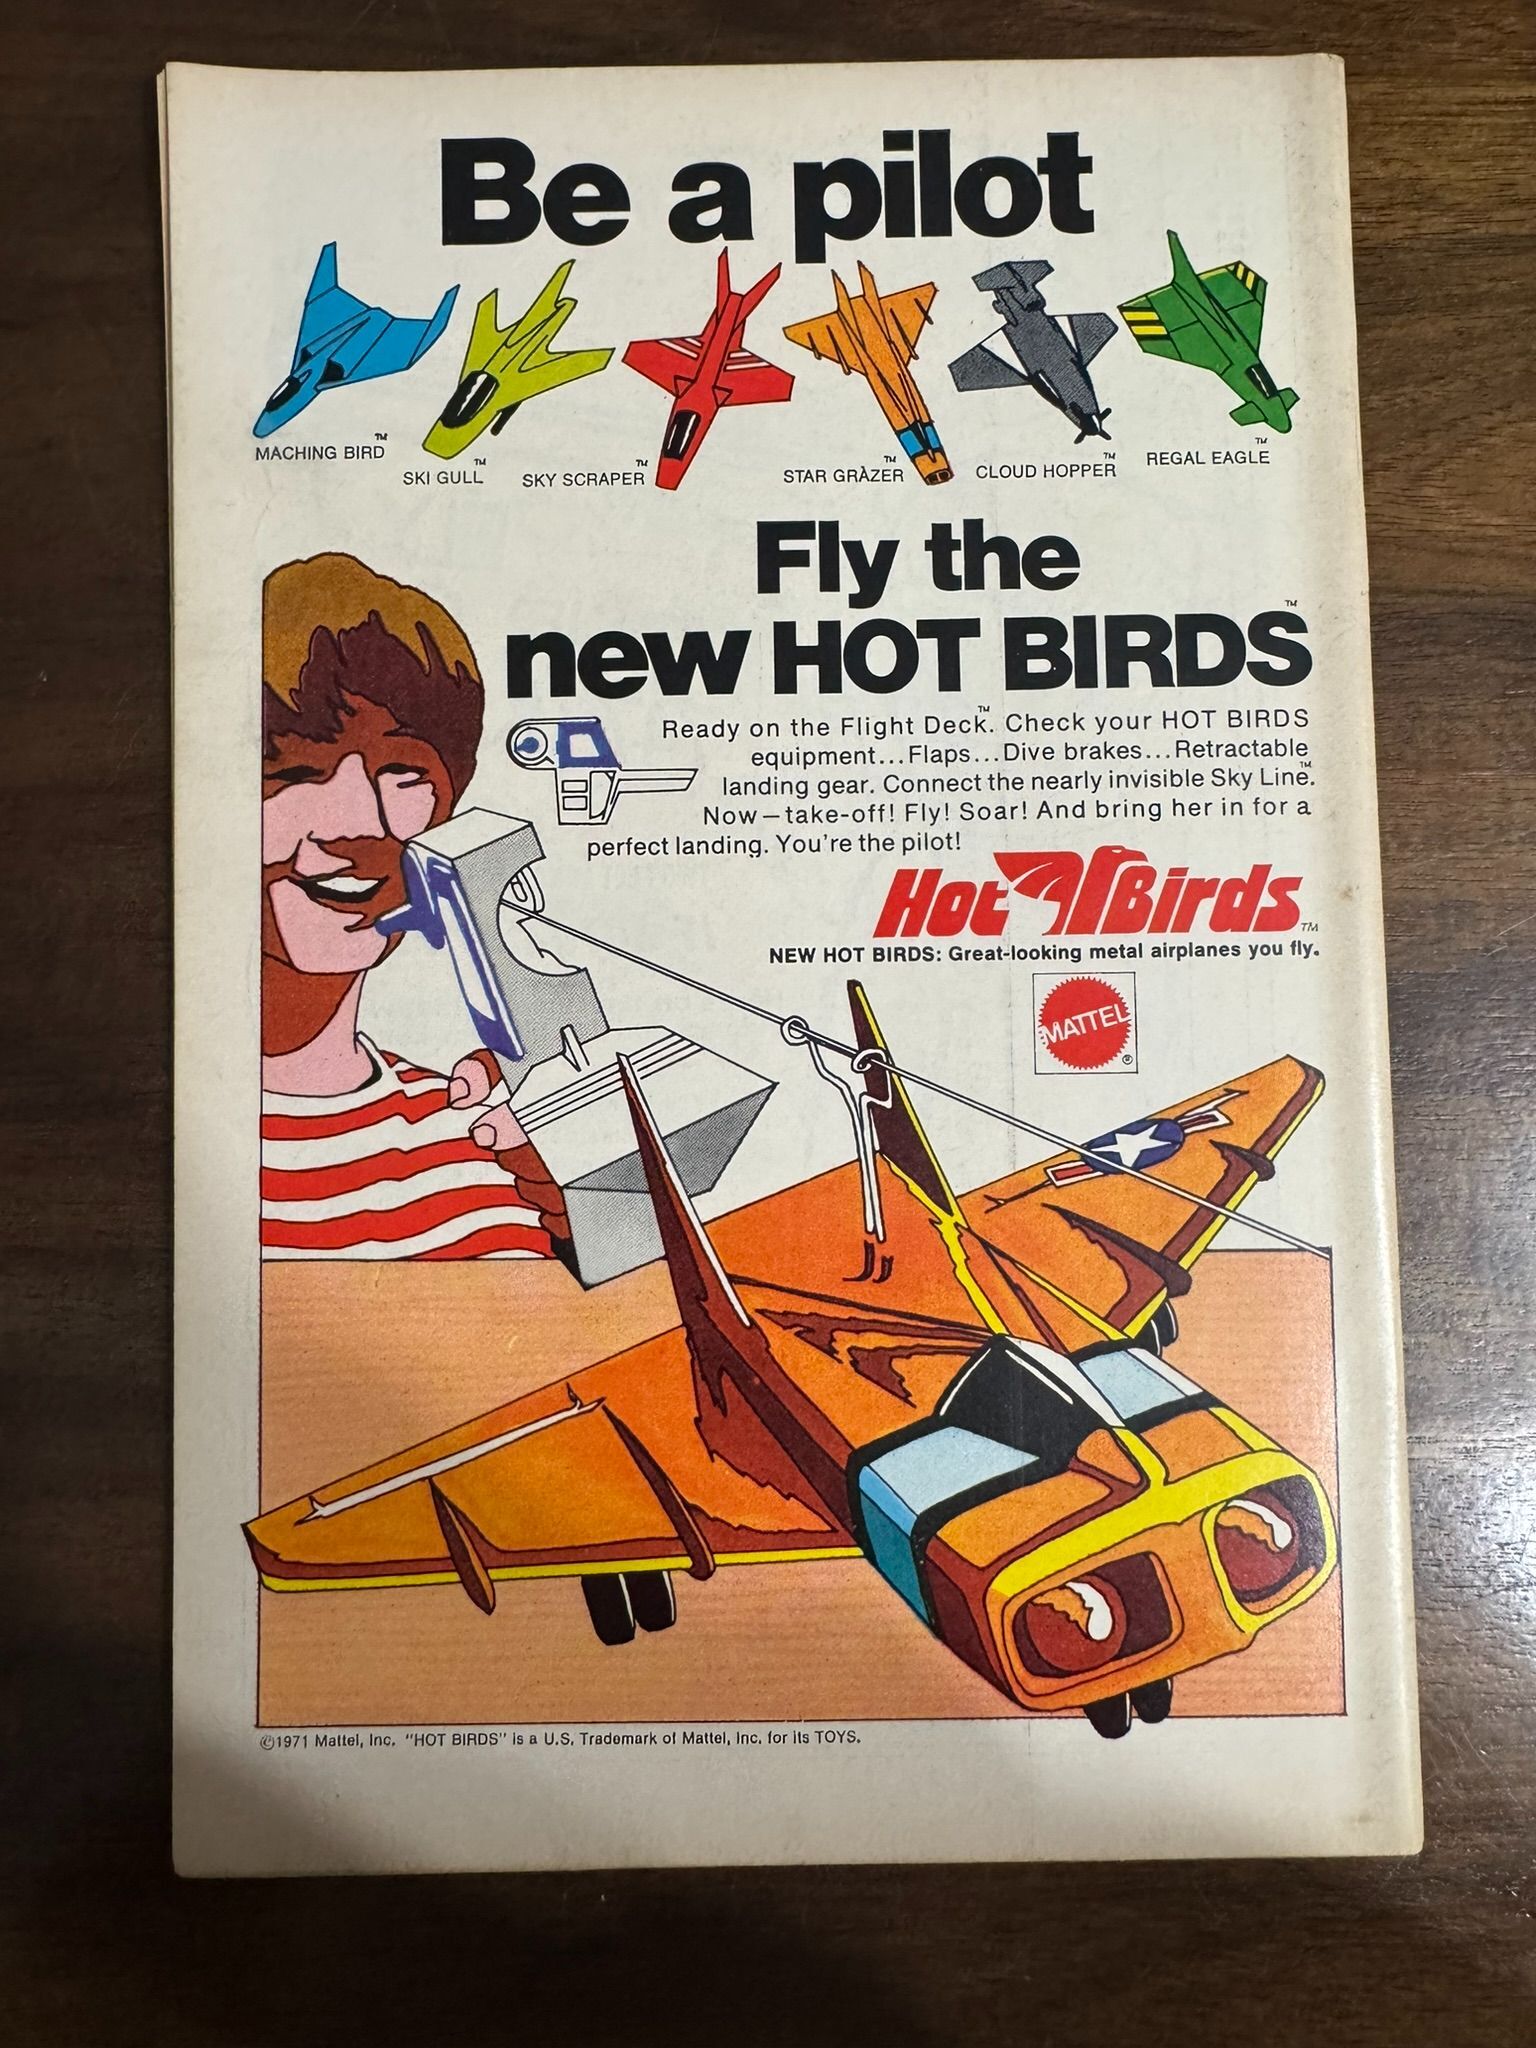 Be a pilot
MACHING BIRD™
SKI GULL™
SKY SCRAPER™
STAR GRAZER™
CLOUD HOPPER™
REGAL EAGLE™
Fly the
new HOT BIRDS™
Ready on the Flight Deck™. Check your HOT BIRDS
equipment...Flaps...Dive brakes...Retractable
landing gear. Connect the nearly invisible Sky Line™.
Now—take-off! Fly! Soar! And bring her in for a
perfect landing. You're the pilot!
Hot Birds™
NEW HOT BIRDS: Great-looking metal airplanes you fly.
MATTEL®
©1971 Mattel, Inc. "HOT BIRDS" is a U.S. Trademark of Mattel, Inc. for its TOYS.